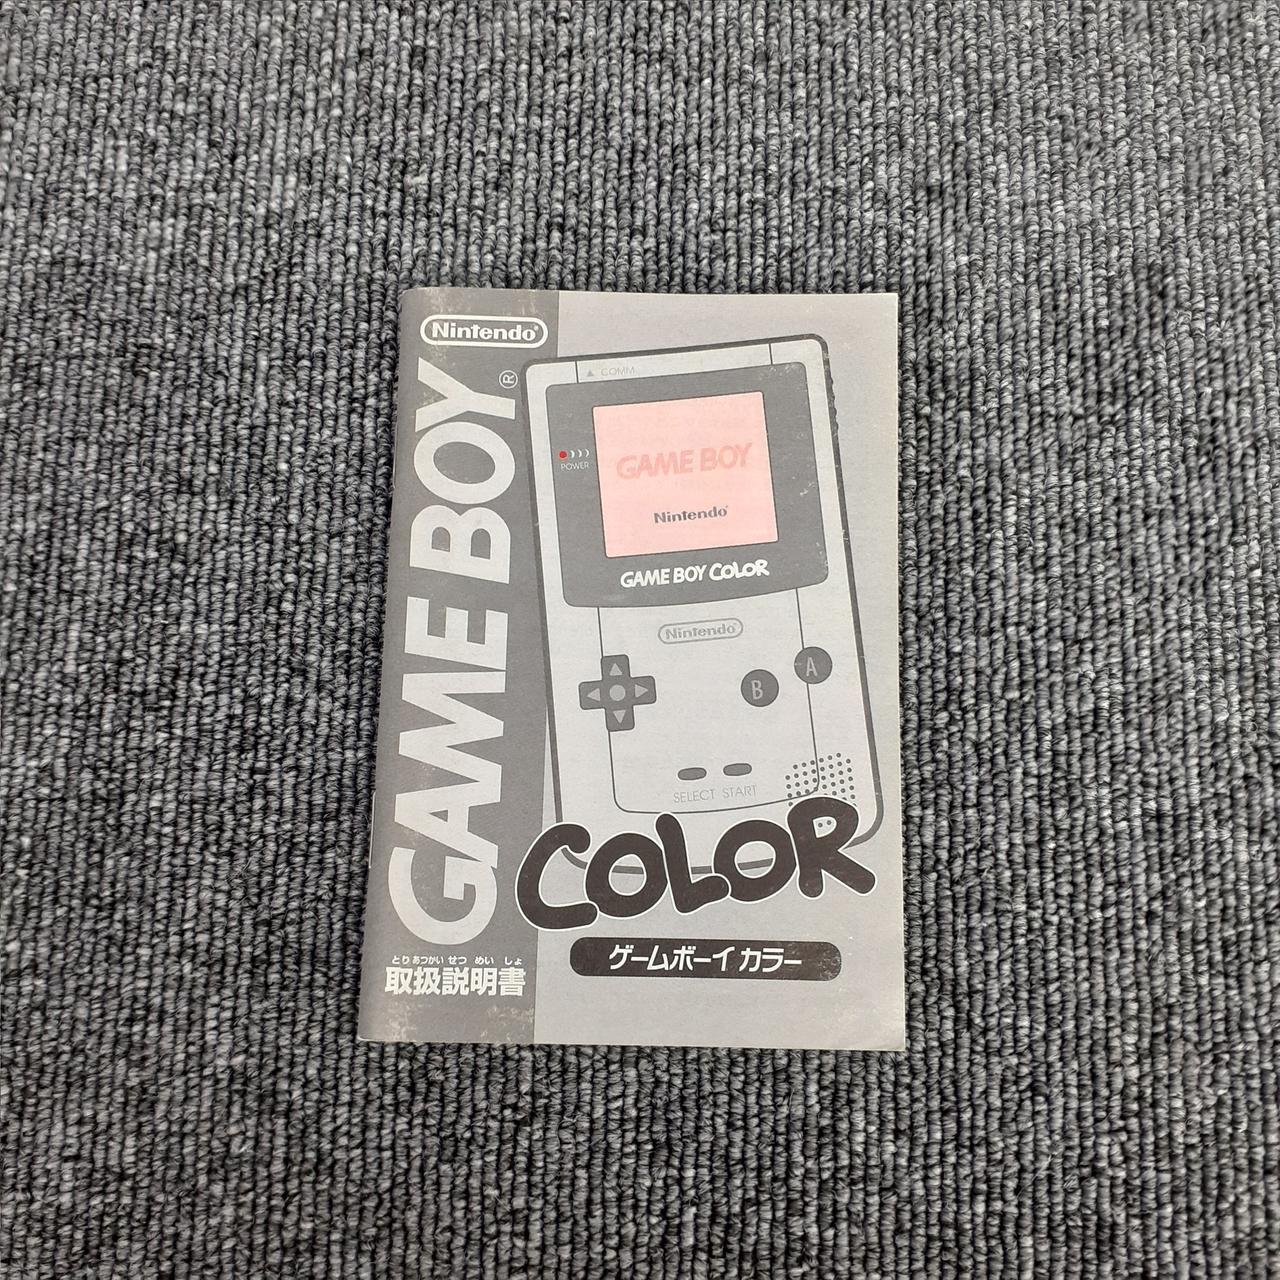 Nintendo®
GAME BOY®
▲ COMM.
POWER
GAME BOY
Nintendo®
GAME BOY COLOR
Nintendo®
B A
SELECT START
COLOR
ゲームボーイ カラー
とりあつかい せつ めい しょ
取扱説明書